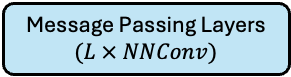 Message Passing Layers
(L × NNConv)